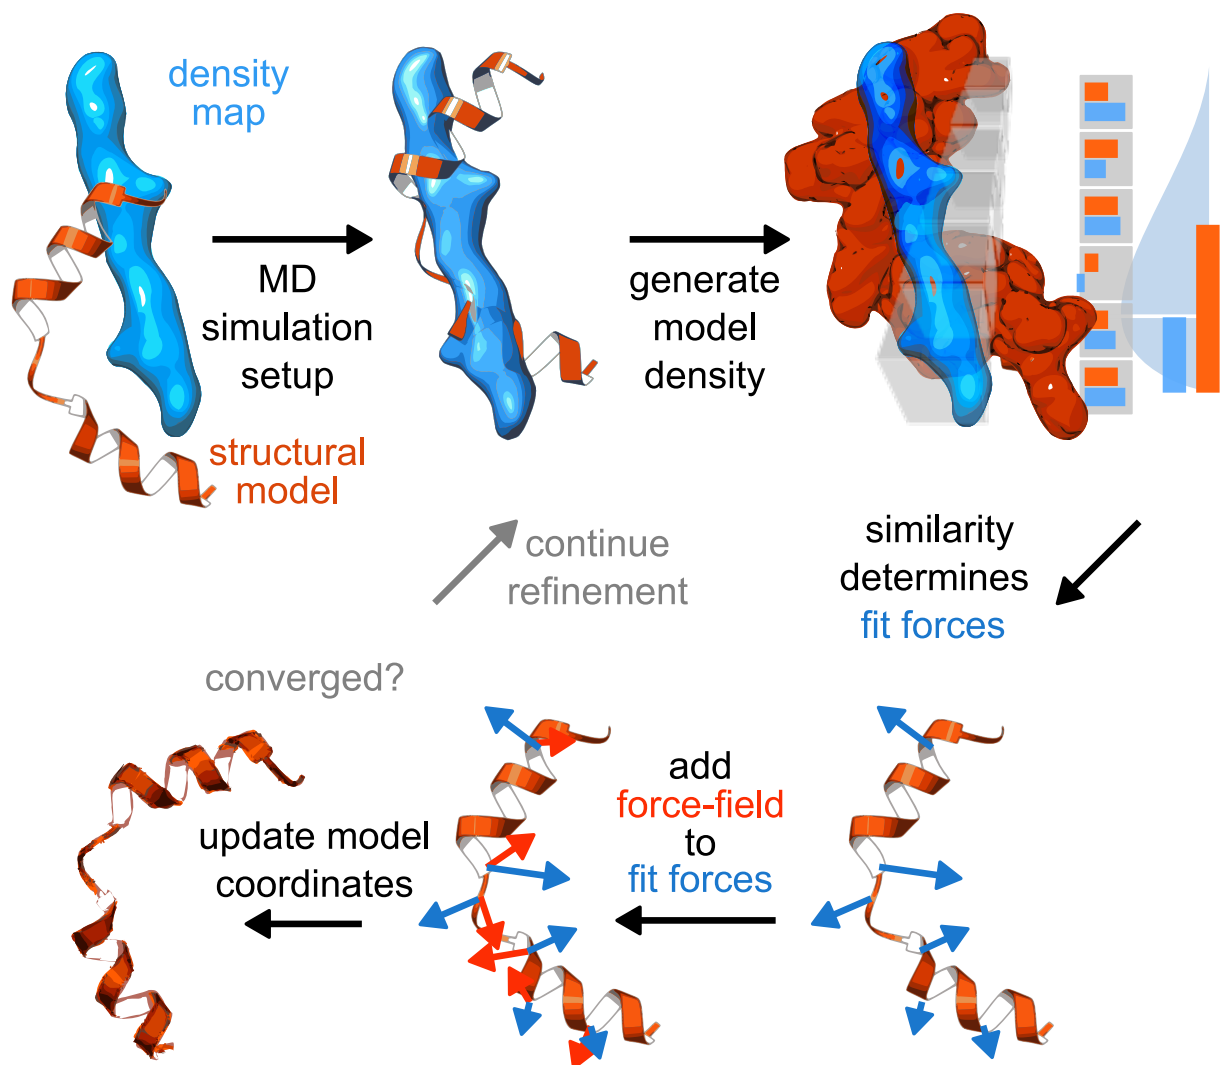 density
map
MD
simulation
setup
generate
model
density
structural
model
continue
refinement
similarity
determines
fit forces
converged?
add
force-field
to
fit forces
update model
coordinates